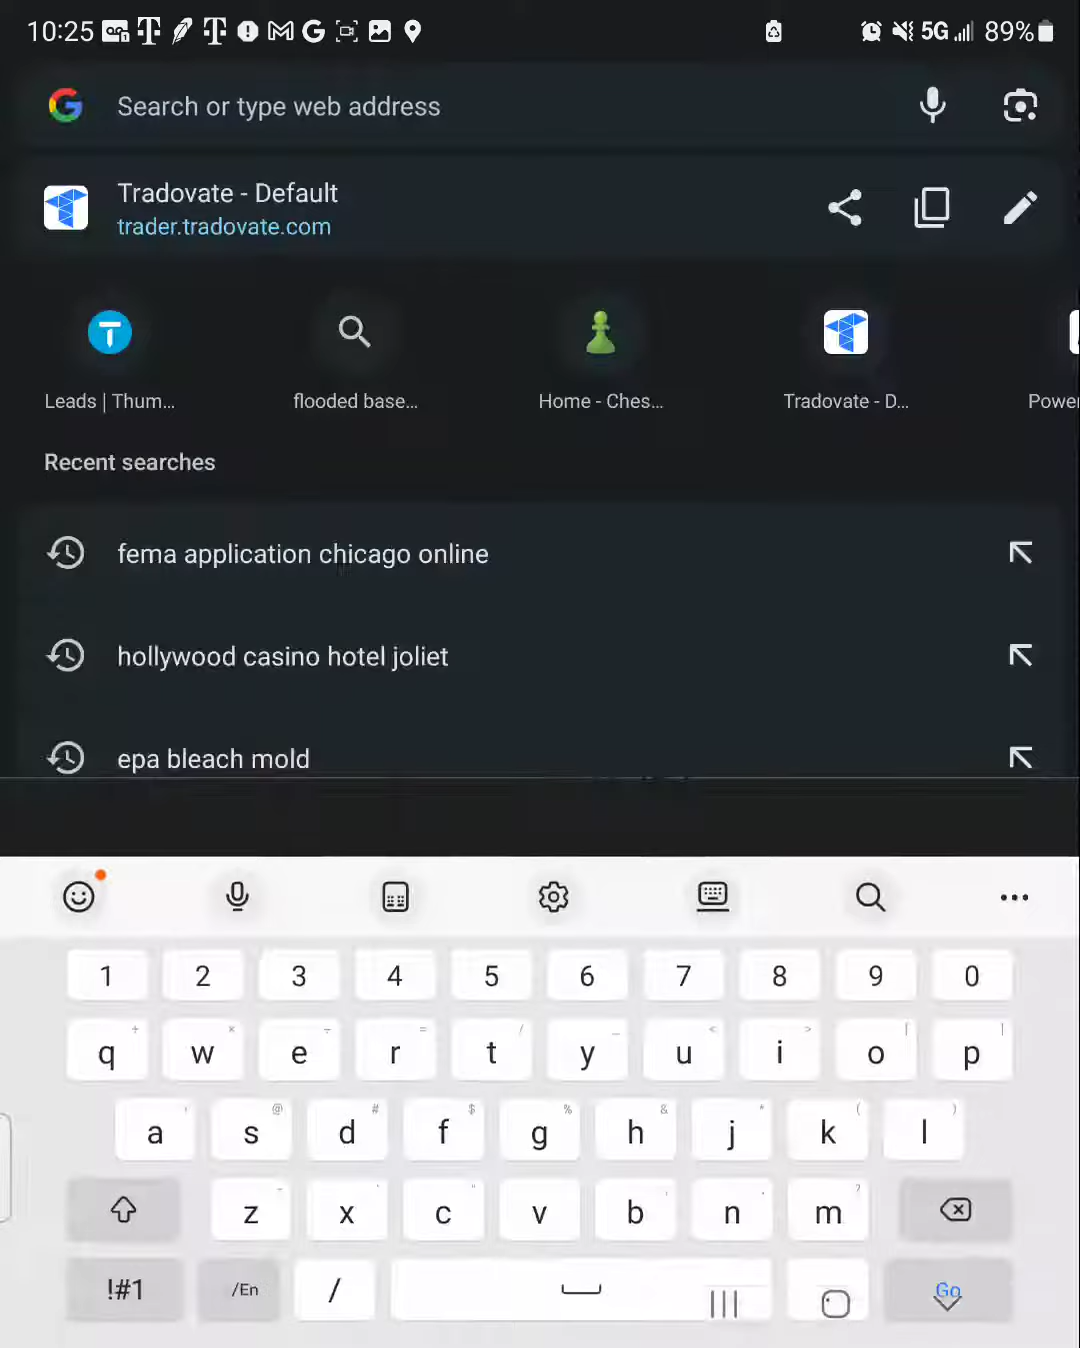 10:25 5G 89%
Search or type web address
Tradovate - Default
trader.tradovate.com
Leads | Thum... flooded base... Home - Ches... Tradovate - D... Power
Recent searches
fema application chicago online
hollywood casino hotel joliet
epa bleach mold
1 2 3 4 5 6 7 8 9 0
q w e r t y u i o p
a s d f g h j k l
z x c v b n m
!#1 /En / Go